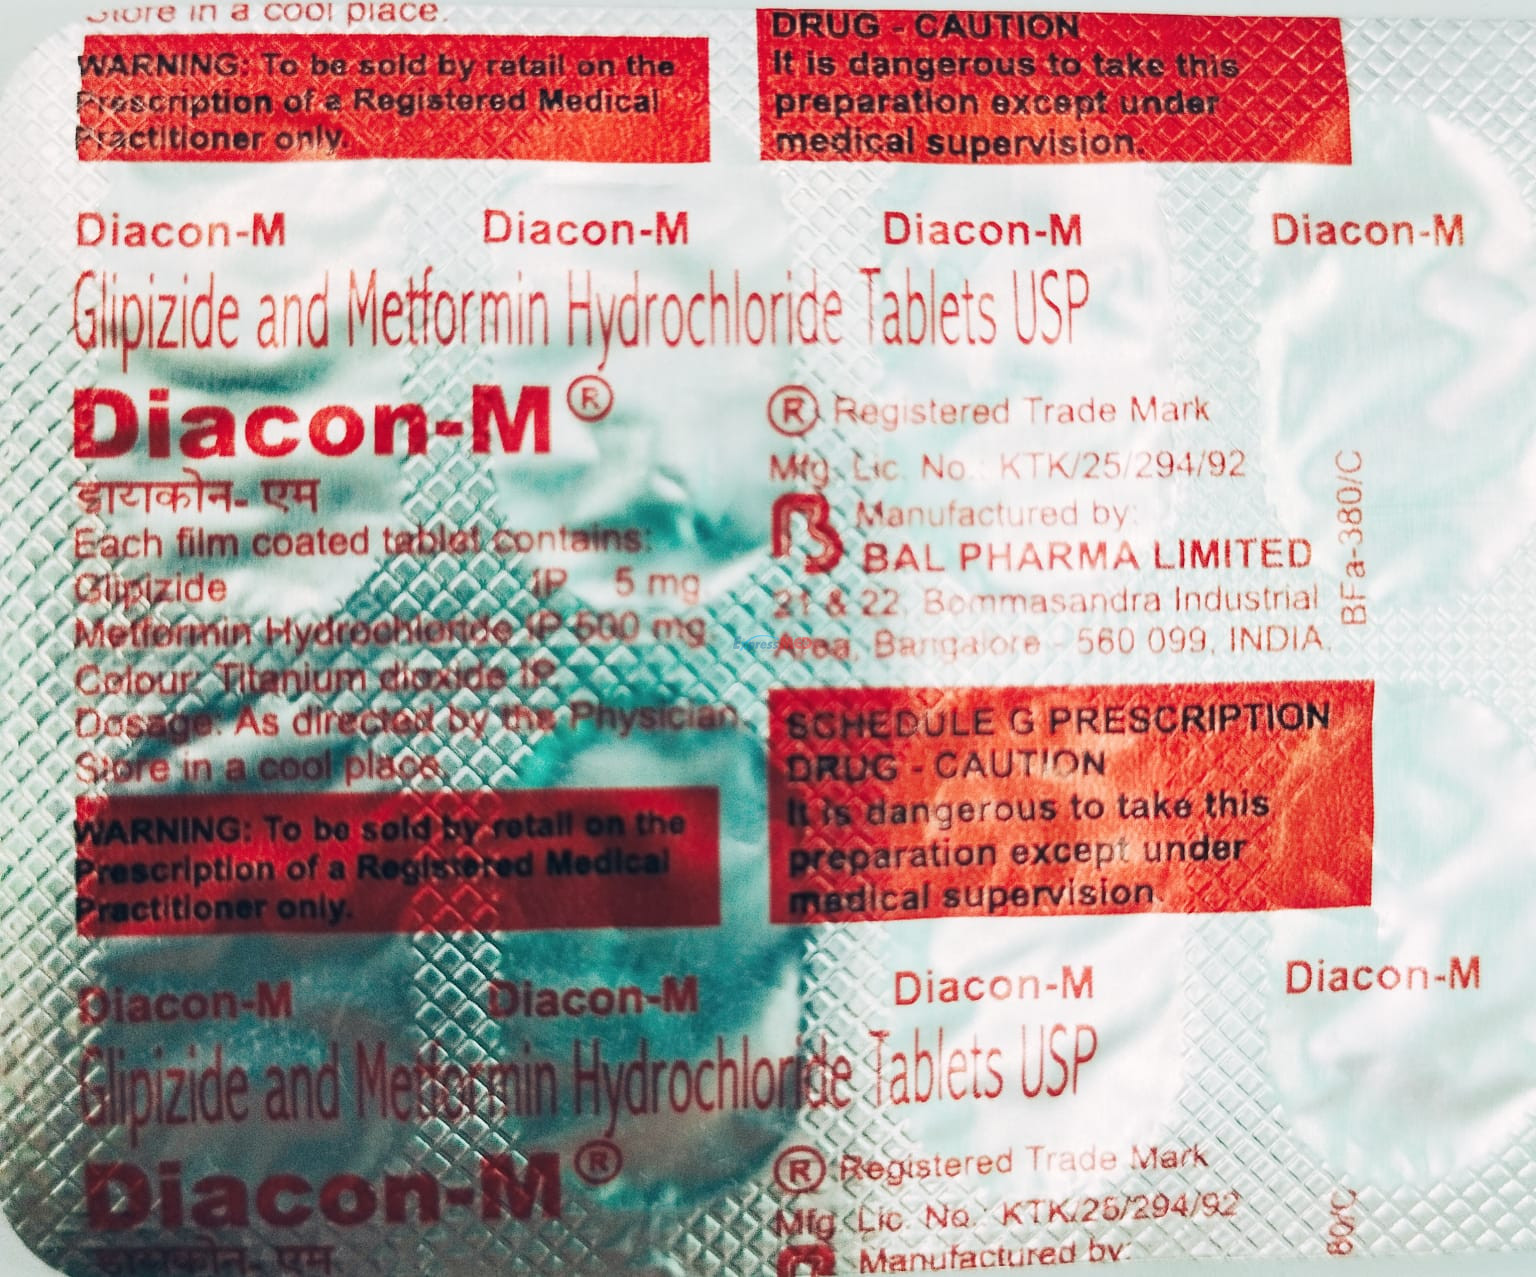 Store in a cool place.
WARNING: To be sold by retail on the
Prescription of a Registered Medical
Practitioner only.
DRUG - CAUTION
It is dangerous to take this
preparation except under
medical supervision.
Diacon-M Diacon-M Diacon-M Diacon-M
Glipizide and Metformin Hydrochloride Tablets USP
Diacon-M®
डायाकोन- एम
Each film coated tablet contains:
Glipizide IP 5 mg
Metformin Hydrochloride IP 500 mg
Colour: Titanium dioxide IP
Dosage: As directed by the Physician.
Store in a cool place.
® Registered Trade Mark
Mfg. Lic. No.: KTK/25/294/92
Manufactured by:
BAL PHARMA LIMITED
21 & 22, Bommasandra Industrial
Area, Bangalore - 560 099, INDIA.
BFa-380/C
WARNING: To be sold by retail on the
Prescription of a Registered Medical
Practitioner only.
SCHEDULE G PRESCRIPTION
DRUG - CAUTION
It is dangerous to take this
preparation except under
medical supervision.
Diacon-M Diacon-M Diacon-M Diacon-M
Glipizide and Metformin Hydrochloride Tablets USP
Diacon-M®
डायाकोन- एम
® Registered Trade Mark
Mfg. Lic. No.: KTK/25/294/92
Manufactured by:
80/C